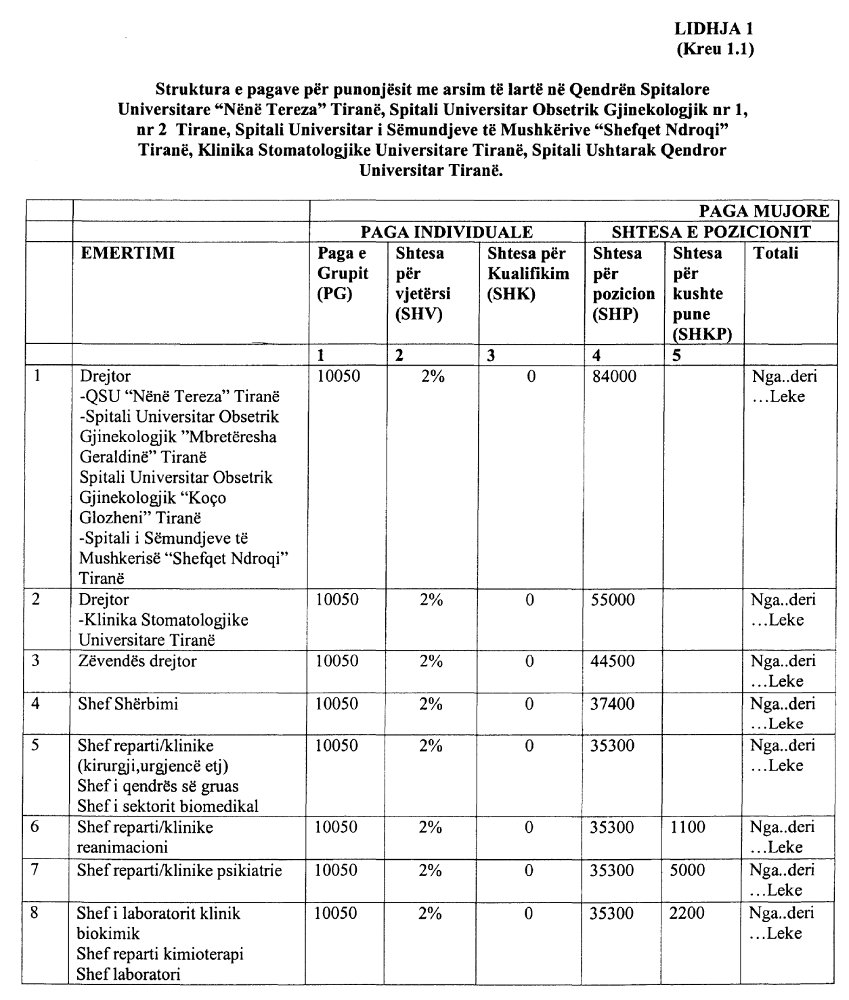 LIDHJA 1
(Kreu 1.1)
Struktura e pagave për punonjësit me arsim të lartë në Qendrën Spitalore
Universitare “Nënë Tereza” Tiranë, Spitali Universitar Obsetrik Gjinekologjik nr 1,
nr 2 Tirane, Spitali Universitar i Sëmundjeve të Mushkërive “Shefqet Ndroqi”
Tiranë, Klinika Stomatologjike Universitare Tiranë, Spitali Ushtarak Qendror
Universitar Tiranë.
PAGA MUJORE
PAGA INDIVIDUALE SHTESA E POZICIONIT
EMERTIMI Paga e Shtesa Shtesa për Shtesa Shtesa Totali
Grupit për Kualifikim për për
(PG) vjetërsi (SHK) pozicion kushte
(SHV) (SHP) pune
(SHKP)
1 2 3 4 5
1 Drejtor 10050 2% 0 84000 Nga..deri
-QSU “Nënë Tereza” Tiranë …Leke
-Spitali Universitar Obsetrik
Gjinekologjik ”Mbretëresha
Geraldinë” Tiranë
Spitali Universitar Obsetrik
Gjinekologjik “Koço
Glozheni” Tiranë
-Spitali i Sëmundjeve të
Mushkerisë “Shefqet Ndroqi”
Tiranë
2 Drejtor 10050 2% 0 55000 Nga..deri
-Klinika Stomatologjike …Leke
Universitare Tiranë
3 Zëvendës drejtor 10050 2% 0 44500 Nga..deri
…Leke
4 Shef Shërbimi 10050 2% 0 37400 Nga..deri
…Leke
5 Shef reparti/klinike 10050 2% 0 35300 Nga..deri
(kirurgji,urgjencë etj) …Leke
Shef i qendrës së gruas
Shef i sektorit biomedikal
6 Shef reparti/klinike 10050 2% 0 35300 1100 Nga..deri
reanimacioni …Leke
7 Shef reparti/klinike psikiatrie 10050 2% 0 35300 5000 Nga..deri
…Leke
8 Shef i laboratorit klinik 10050 2% 0 35300 2200 Nga..deri
biokimik …Leke
Shef reparti kimioterapi
Shef laboratori